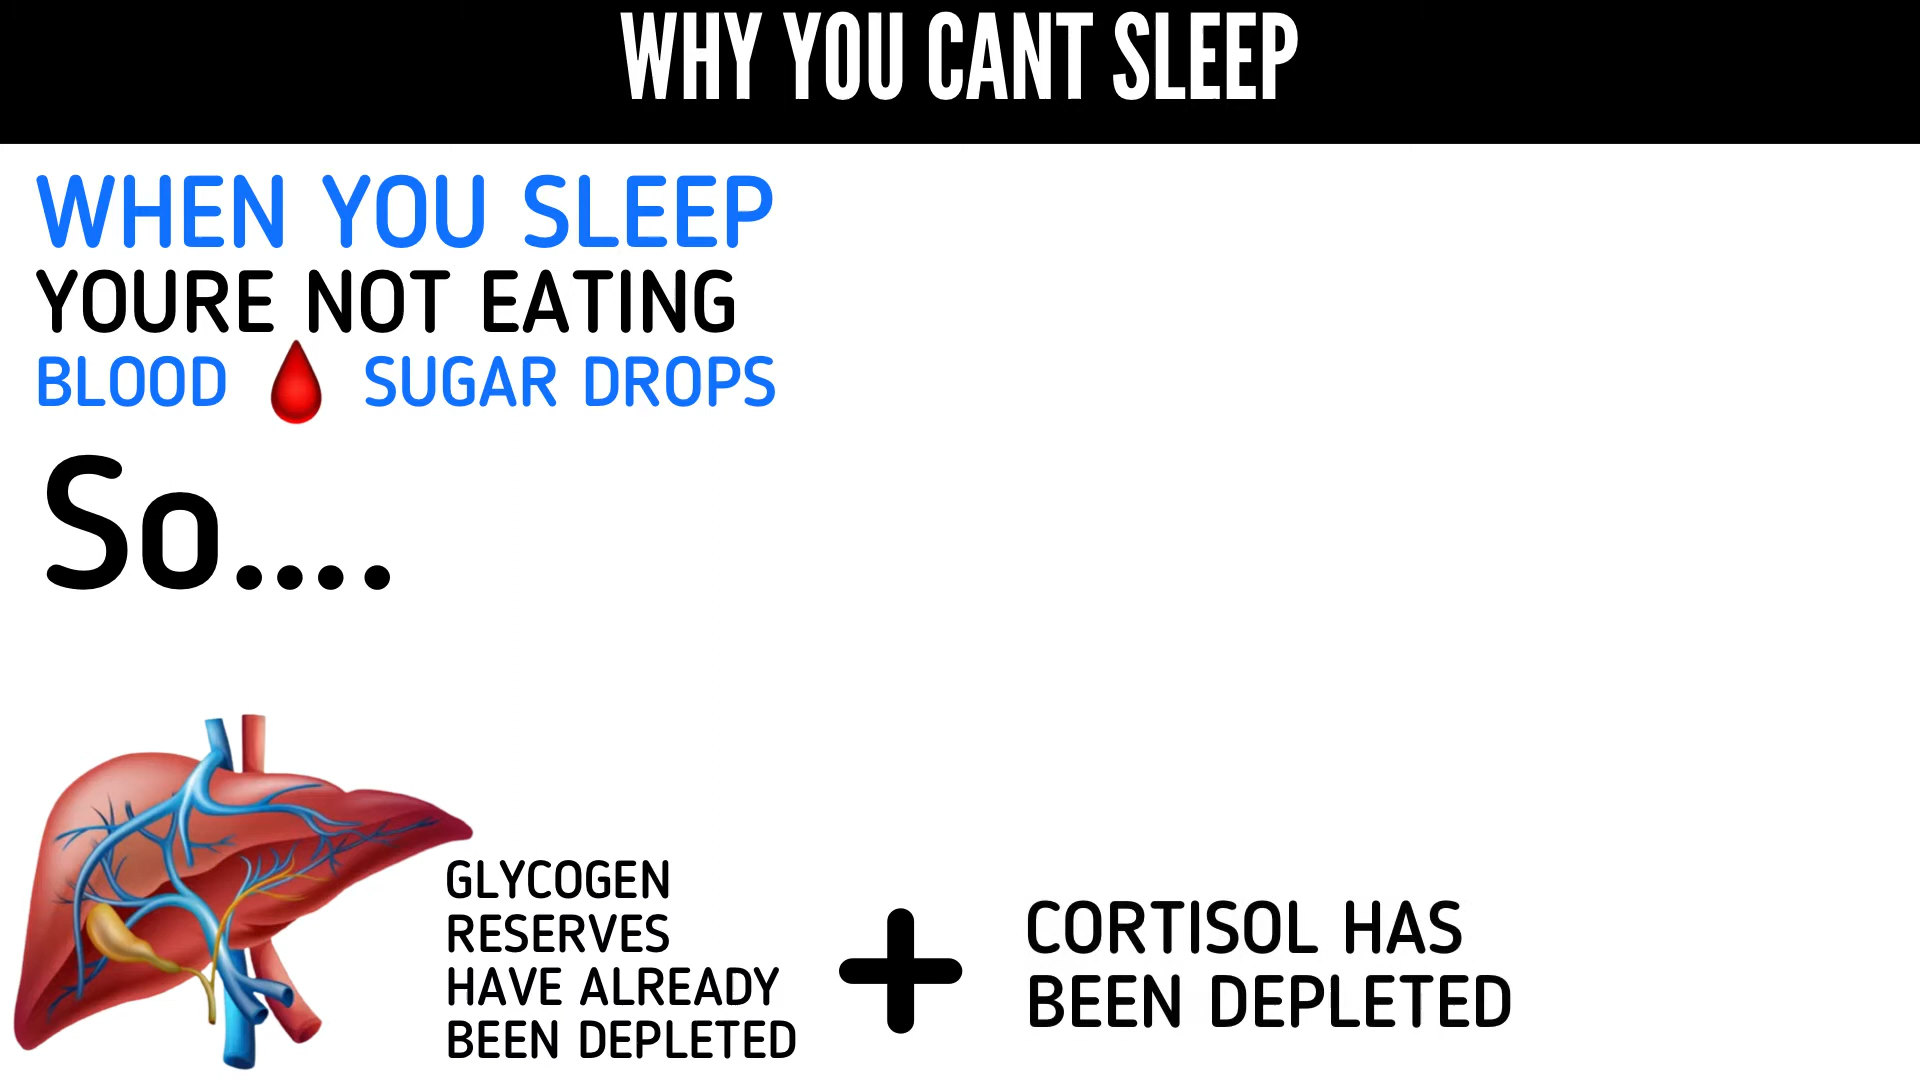 WHY YOU CANT SLEEP
WHEN YOU SLEEP
YOURE NOT EATING
BLOOD 🩸 SUGAR DROPS
So....
GLYCOGEN
RESERVES
HAVE ALREADY
BEEN DEPLETED
+
CORTISOL HAS
BEEN DEPLETED